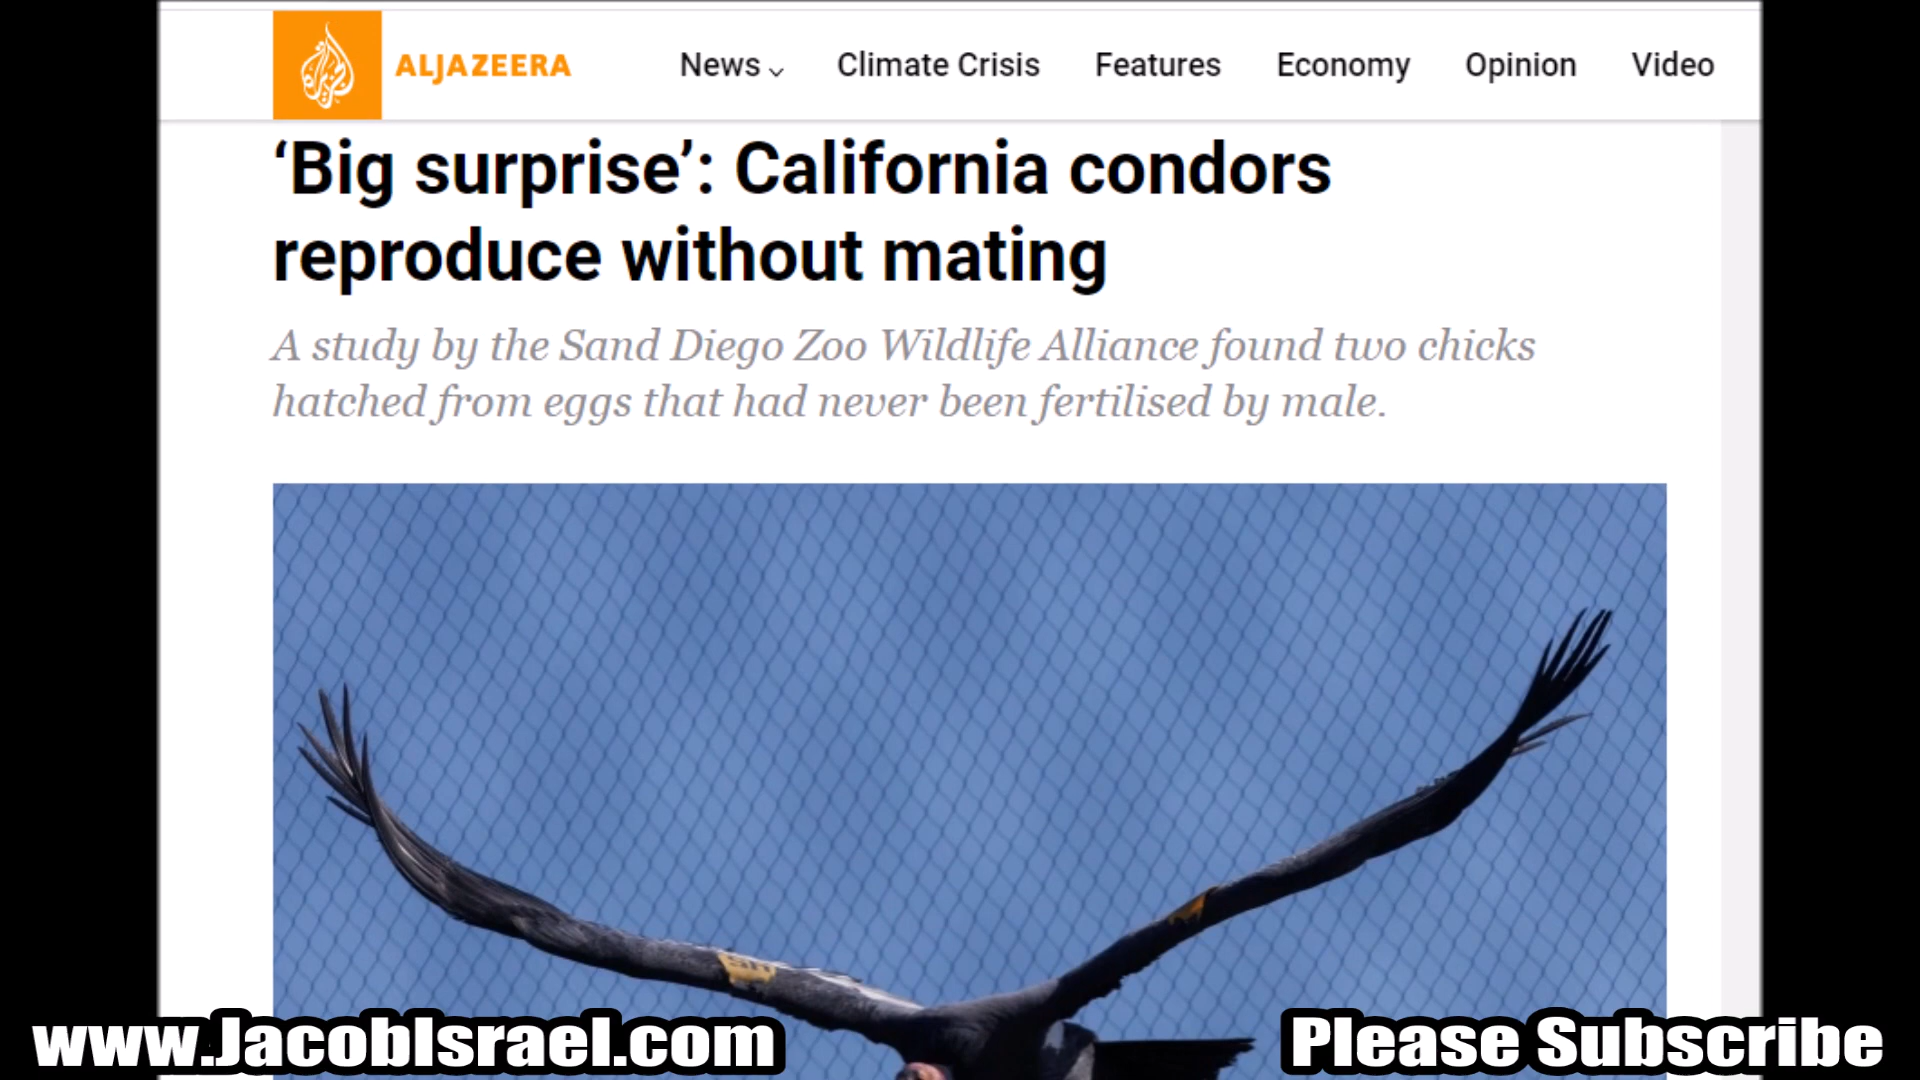 ALJAZEERA
News Climate Crisis Features Economy Opinion Video
‘Big surprise’: California condors
reproduce without mating
A study by the Sand Diego Zoo Wildlife Alliance found two chicks
hatched from eggs that had never been fertilised by male.
www.JacobIsrael.com
Please Subscribe